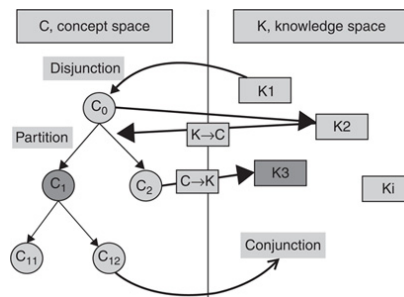 C, concept space
K, knowledge space
Disjunction
K1
C0
K2
K→C
Partition
C1
C2
C→K
K3
Ki
C11
C12
Conjunction